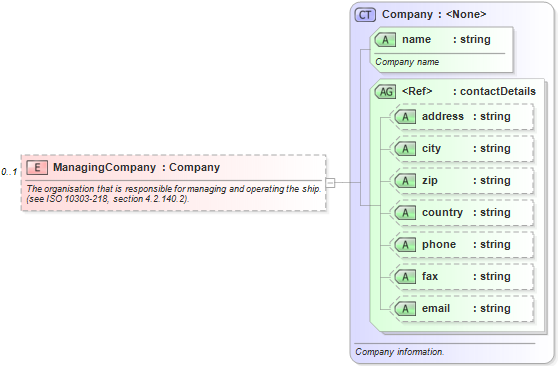 CT Company : <None>
A name : string
Company name
AG <Ref> : contactDetails
A address : string
A city : string
A zip : string
A country : string
A phone : string
A fax : string
A email : string
Company information.
0..1
E ManagingCompany : Company
The organisation that is responsible for managing and operating the ship.
(see ISO 10303-218, section 4.2.140.2).